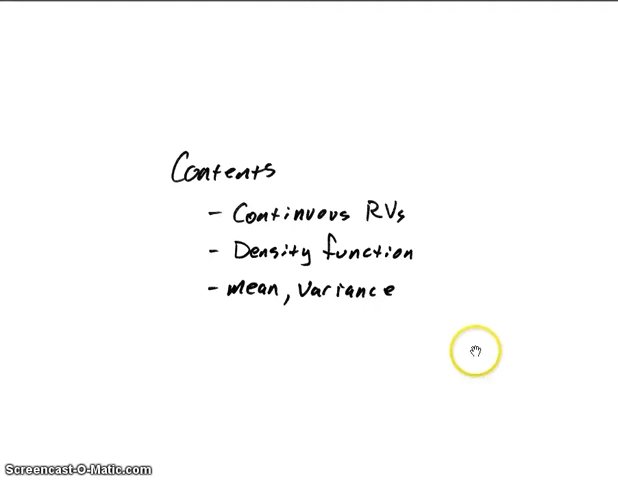 Contents
- Continuous RVs
- Density function
- mean, Variance
Screencast-O-Matic.com